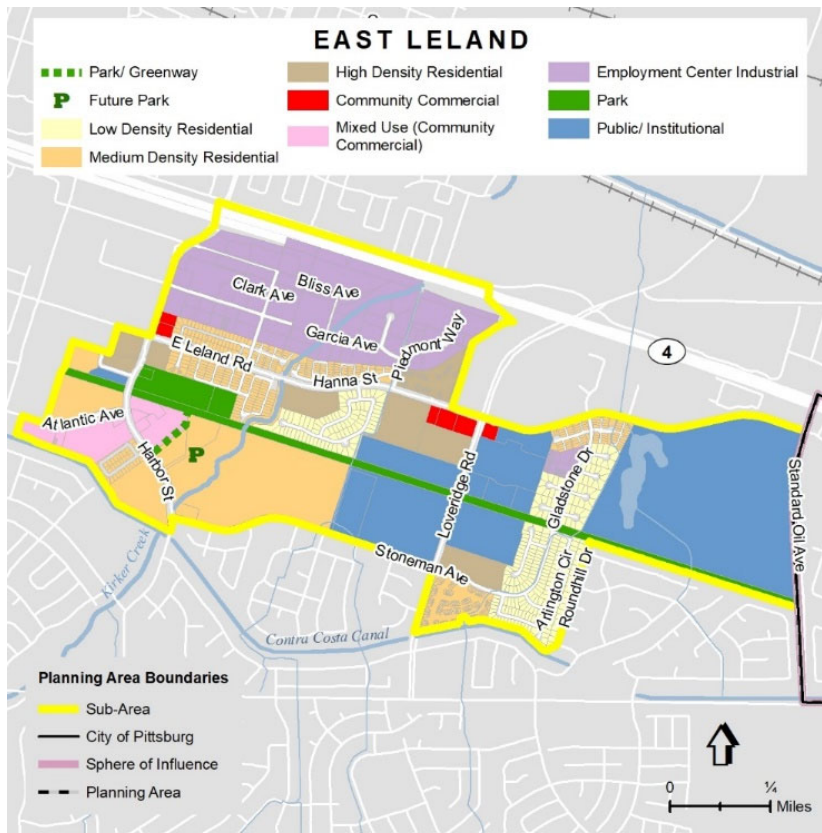 EAST LELAND
Park/ Greenway
P
Future Park
Low Density Residential
Medium Density Residential
High Density Residential
Community Commercial
Mixed Use (Community
Commercial)
Employment Center Industrial
Park
Public/ Institutional
Clark Ave
Bliss Ave
Garcia Ave
Piedmont Way
E Leland Rd
Hanna St
4
Atlantic Ave
Harbor St
P
Loveridge Rd
Gladstone Dr
Standard Oil Ave
Stoneman Ave
Arlington Cir
Roundhill Dr
Kirker Creek
Contra Costa Canal
Planning Area Boundaries
Sub-Area
City of Pittsburg
Sphere of Influence
Planning Area
0 ¼
Miles